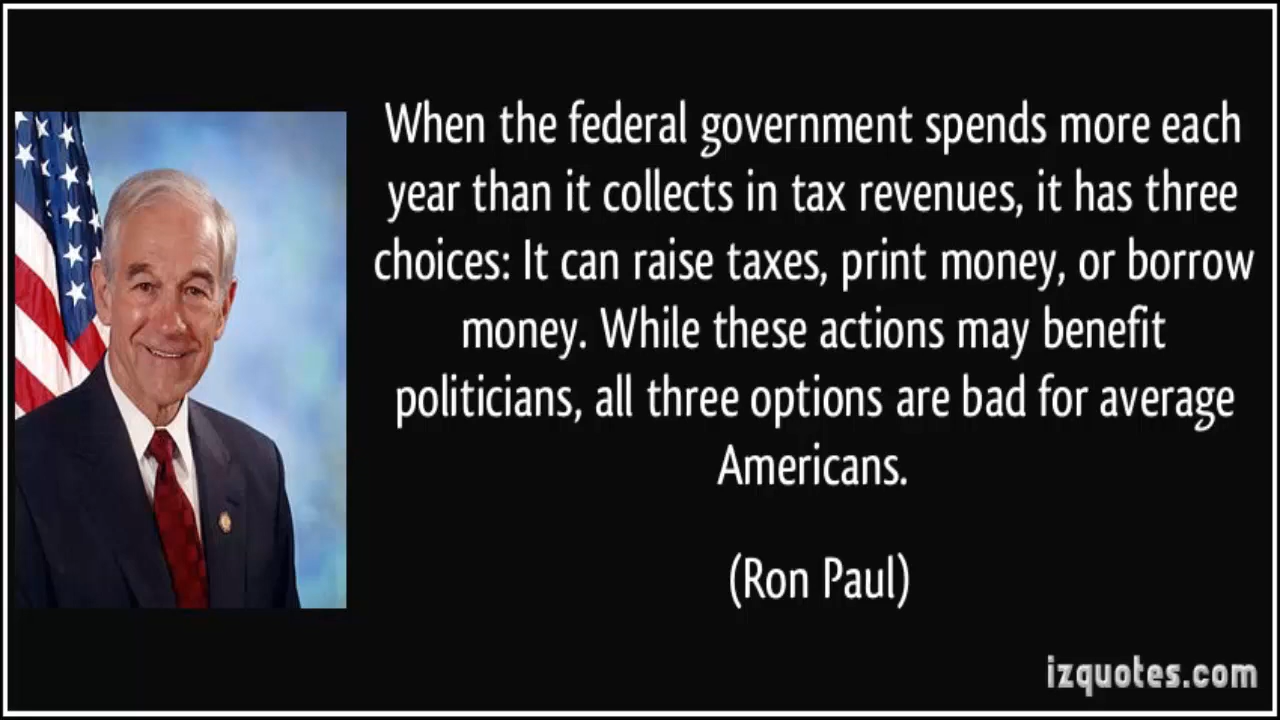 When the federal government spends more each
year than it collects in tax revenues, it has three
choices: It can raise taxes, print money, or borrow
money. While these actions may benefit
politicians, all three options are bad for average
Americans.
(Ron Paul)
izquotes.com